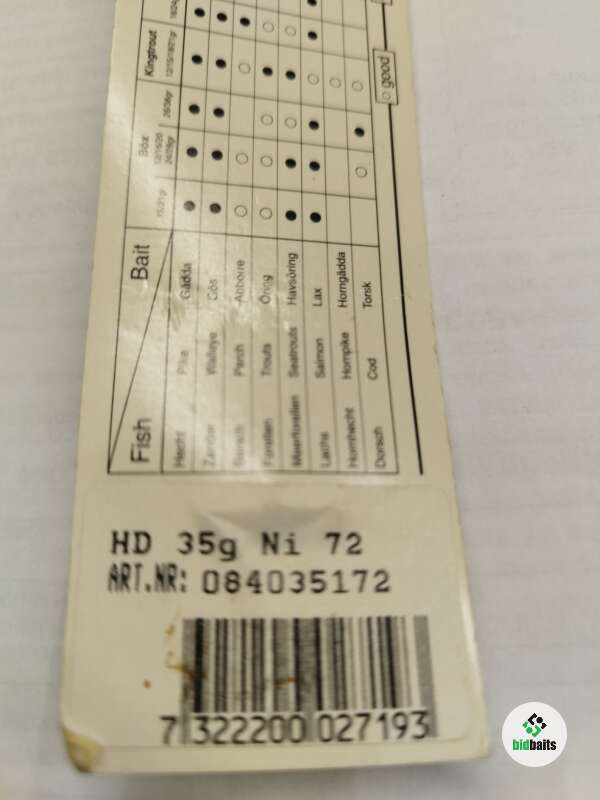 Fish Bait
Hecht Pike Gädda
Zander Walleye Gös
Barsch Perch Abborre
Forellen Trouts Öring
Meerforellen Seatrouts Havsöring
Lachs Salmon Lax
Hornhecht Hornpike Horngädda
Dorsch Cod Torsk
Kingtrout
good
HD 35g Ni 72
ART.NR: 084035172
7 322200 027193
bidbaits